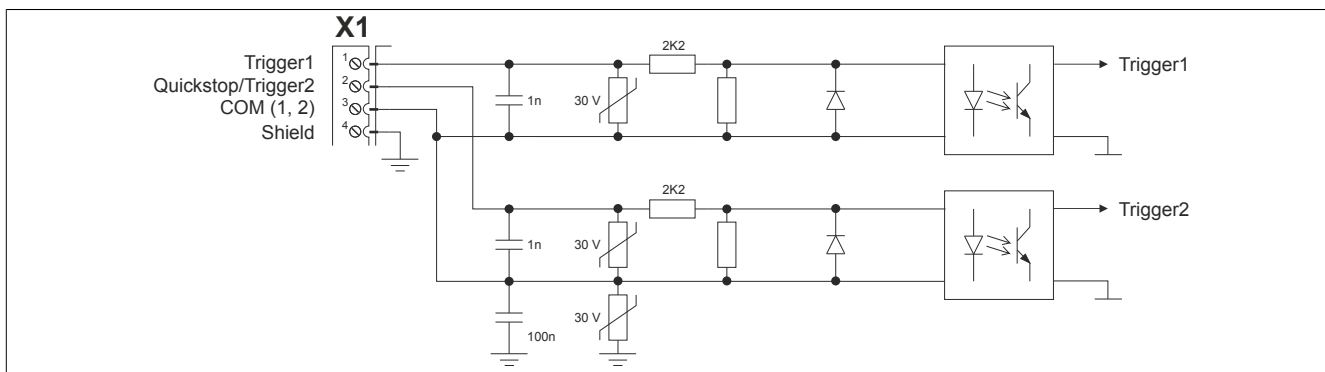 X1
Trigger1
1
Quickstop/Trigger2
2
COM (1, 2)
3
Shield
4
2K2
1n
30 V
Trigger1
2K2
1n
30 V
Trigger2
100n
30 V